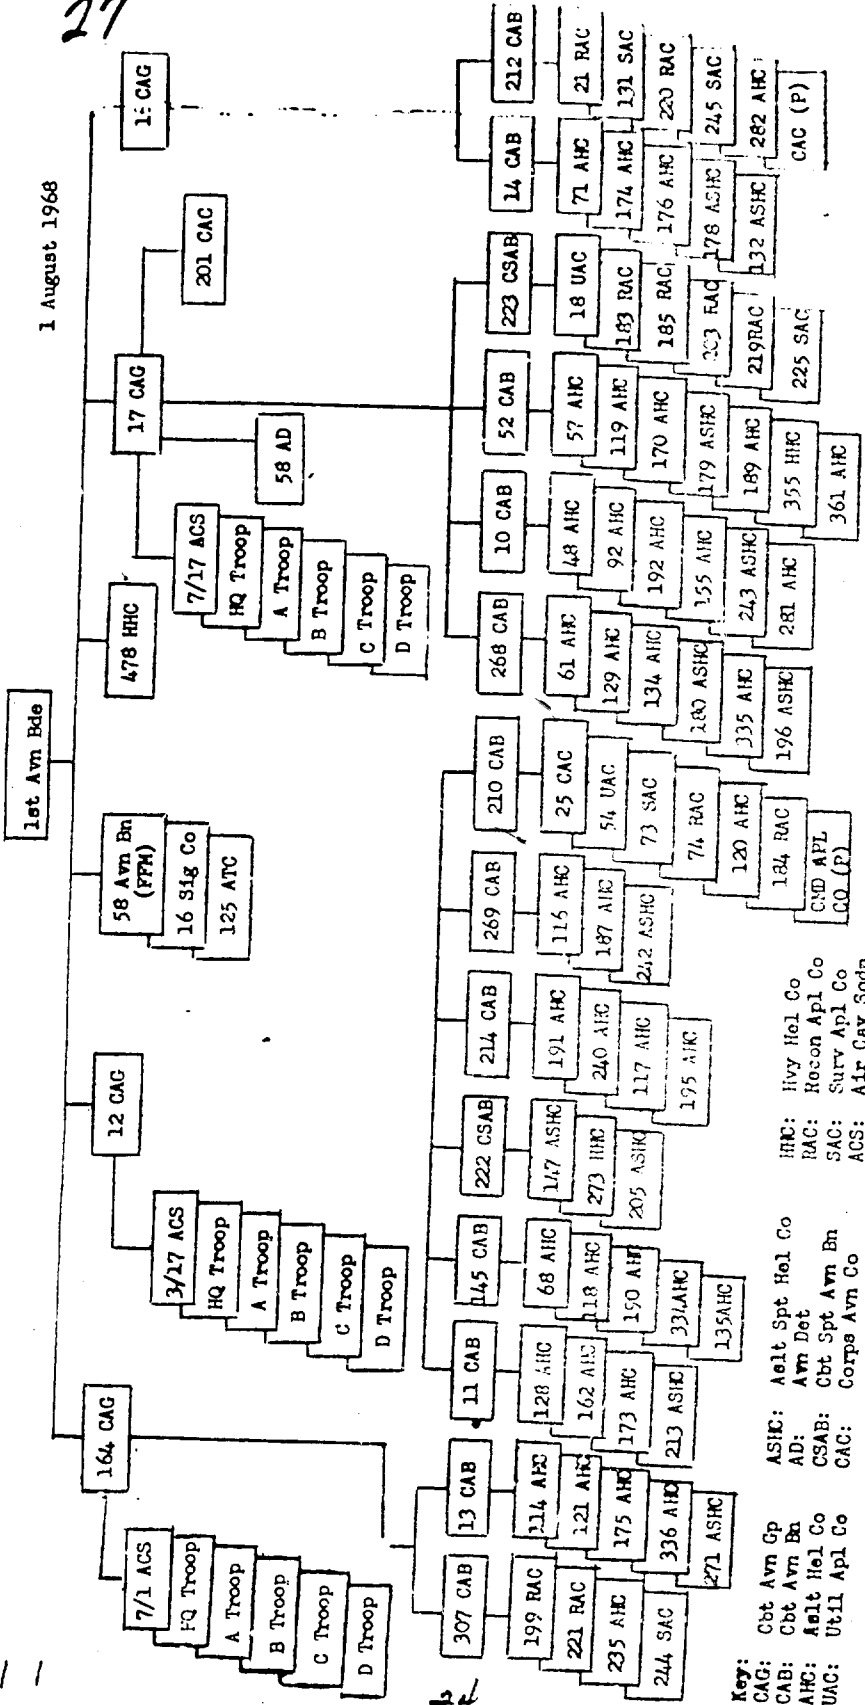 27
1 August 1968
1st Avn Bde
164 CAG
12 CAG
58 Avn Bn
(FFM)
16 Sig Co
125 ATC
478 HHC
17 CAG
CAG
7/1 ACS
A Troop
B Troop
C Troop
D Troop
3/17 ACS
HQ Troop
A Troop
B Troop
C Troop
D Troop
7/17 ACS
HQ Troop
A Troop
B Troop
C Troop
D Troop
58 AD
201 CAC
307 CAB
199 RAC
221 RAC
235 AHC
244 SAC
13 CAB
114 AHC
121 AHC
175 AHC
336 AHC
271 ASHC
11 CAB
128 AHC
162 AHC
173 AHC
213 ASHC
145 CAB
68 AHC
118 AHC
190 AHC
334AHC
135AHC
222 CSAB
147 ASHC
273 HHC
205 ASHC
214 CAB
191 AHC
240 AHC
117 AHC
195 AHC
269 CAB
116 AHC
187 AHC
242 ASHC
210 CAB
25 CAC
54 UAC
73 SAC
74 RAC
120 AHC
184 RAC
CMD APL
CO (P)
268 CAB
61 AHC
129 AHC
134 AHC
180 ASHC
335 AHC
196 ASHC
10 CAB
48 AHC
92 AHC
192 AHC
155 AHC
243 ASHC
281 AHC
52 CAB
57 AHC
119 AHC
170 AHC
179 ASHC
189 AHC
355 HHC
361 AHC
223 CSAB
18 UAC
183 RAC
185 RAC
203 RAC
219RAC
225 SAC
14 CAB
71 AHC
174 AHC
176 AHC
178 ASHC
132 ASHC
212 CAB
21 RAC
131 SAC
220 RAC
245 SAC
282 AHC
CAC (P)
Key:
CAG: Cbt Avn Gp
CAB: Cbt Avn Bn
AHC: Aslt Hel Co
UAC: Util Apl Co
ASHC: Aslt Spt Hel Co
AD: Avn Det
CSAB: Cbt Spt Avn Bn
CAC: Corps Avn Co
HHC: Hvy Hel Co
RAC: Recon Apl Co
SAC: Surv Apl Co
ACS: Air Cav Sqdn